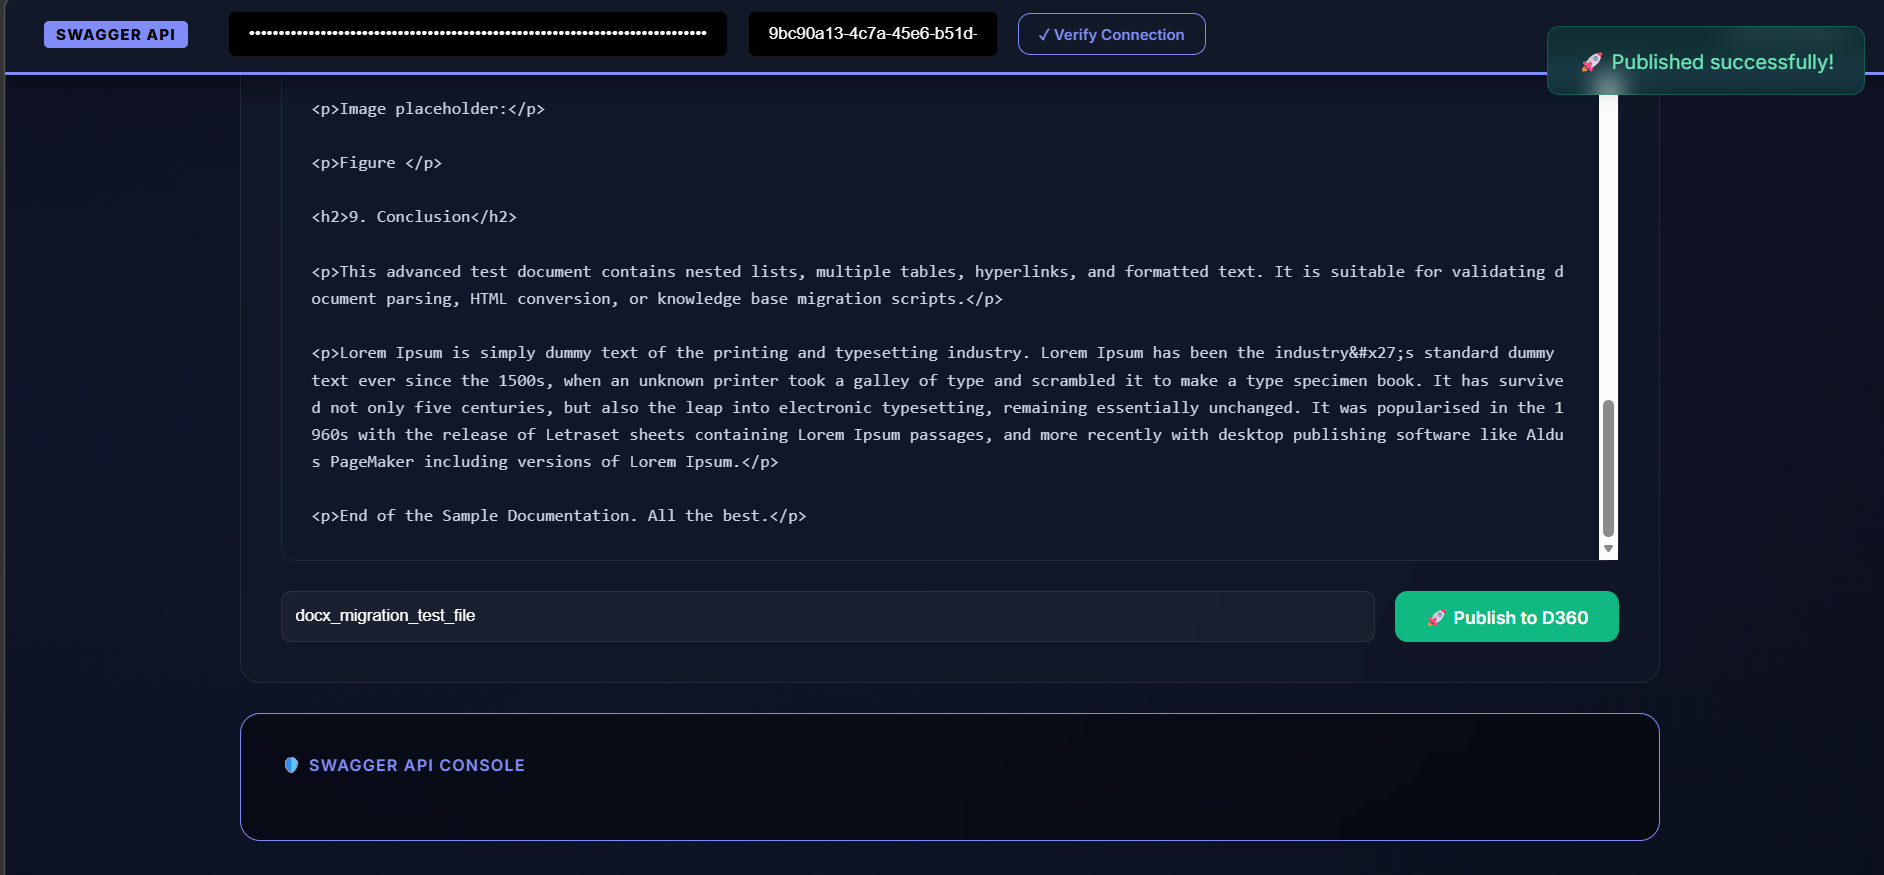 SWAGGER API
••••••••••••••••••••••••••••••••••••••••••••••••••••••••••••••••••••••••••••
9bc90a13-4c7a-45e6-b51d-
✓ Verify Connection
🚀 Published successfully!
<p>Image placeholder:</p>
<p>Figure </p>
<h2>9. Conclusion</h2>
<p>This advanced test document contains nested lists, multiple tables, hyperlinks, and formatted text. It is suitable for validating d
ocument parsing, HTML conversion, or knowledge base migration scripts.</p>
<p>Lorem Ipsum is simply dummy text of the printing and typesetting industry. Lorem Ipsum has been the industry&#x27;s standard dummy
text ever since the 1500s, when an unknown printer took a galley of type and scrambled it to make a type specimen book. It has survive
d not only five centuries, but also the leap into electronic typesetting, remaining essentially unchanged. It was popularised in the 1
960s with the release of Letraset sheets containing Lorem Ipsum passages, and more recently with desktop publishing software like Aldu
s PageMaker including versions of Lorem Ipsum.</p>
<p>End of the Sample Documentation. All the best.</p>
docx_migration_test_file
🚀 Publish to D360
SWAGGER API CONSOLE